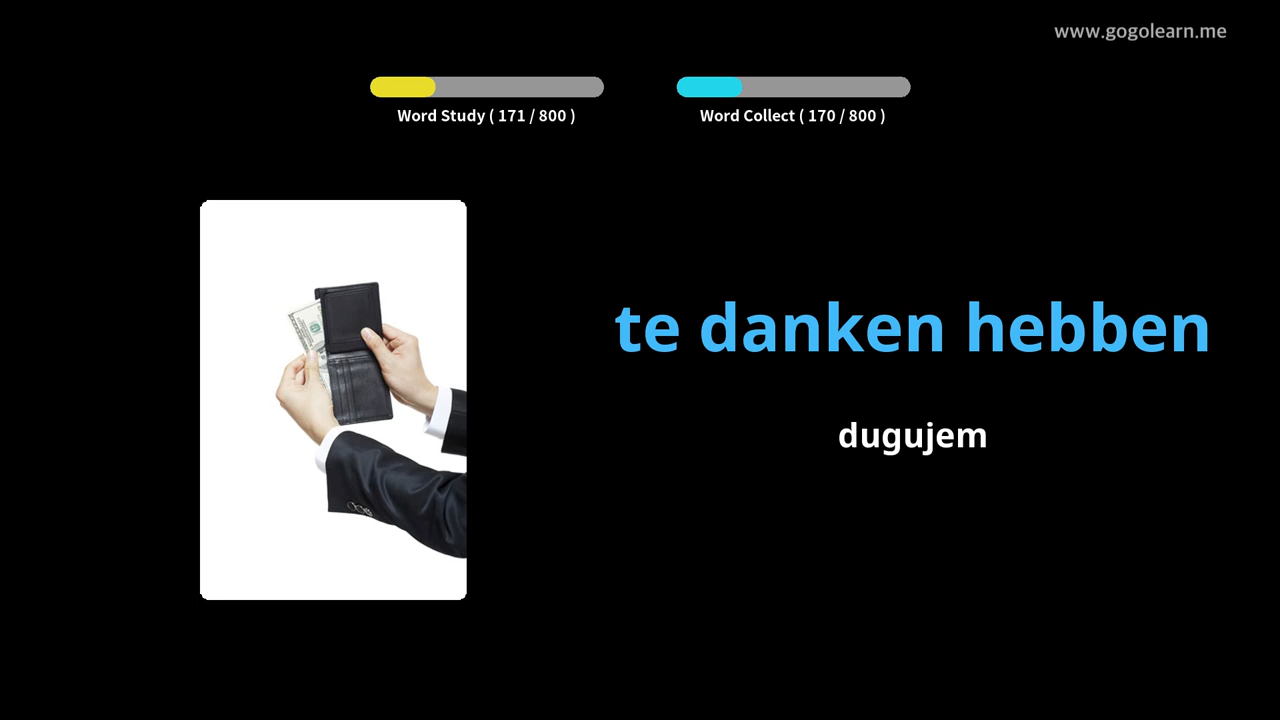 www.gogolearn.me
Word Study ( 171 / 800 )
Word Collect ( 170 / 800 )
te danken hebben
dugujem